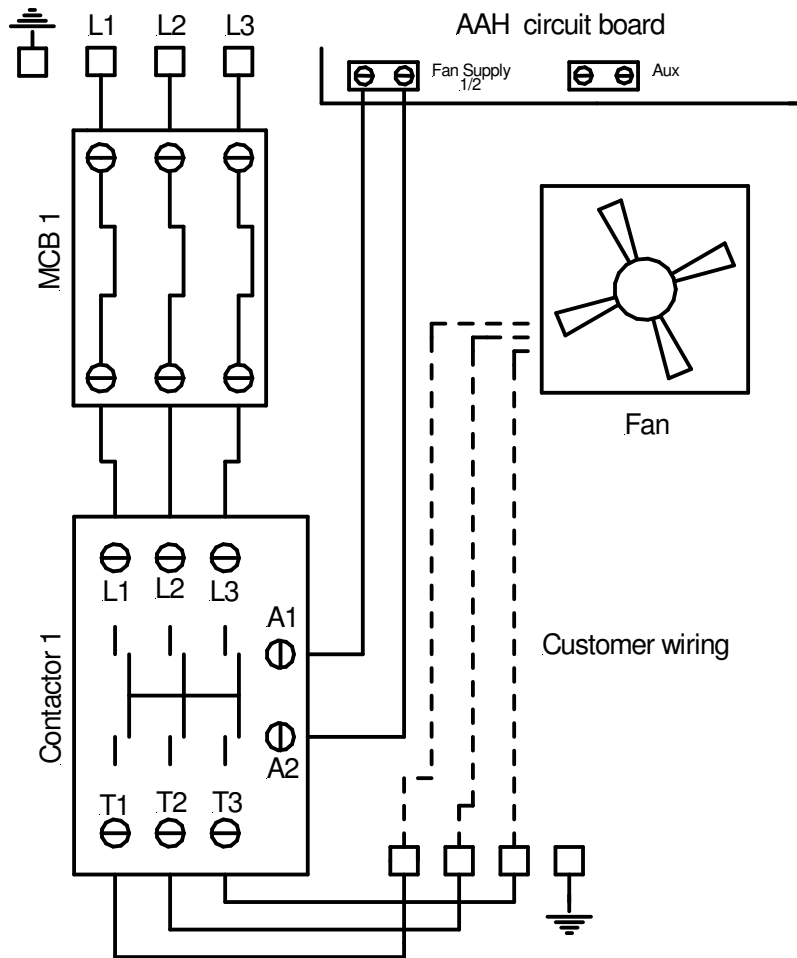 L1 L2 L3
AAH circuit board
Fan Supply
1/2
Aux
MCB 1
Fan
L1 L2 L3
A1
Contactor 1
Customer wiring
A2
T1 T2 T3